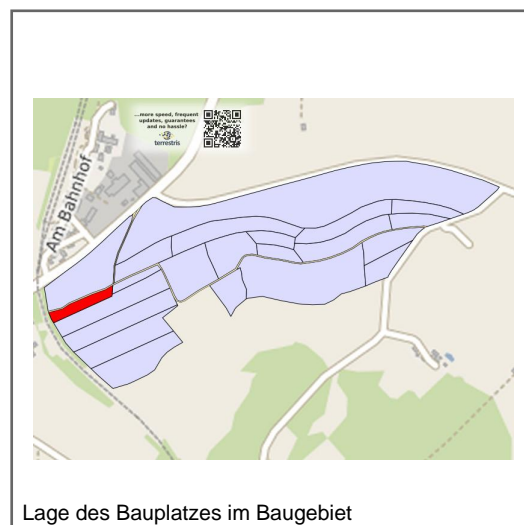 ...more speed, frequent
updates, guarantees
and no hassle?
terrestris
Am Bahnhof
Lage des Bauplatzes im Baugebiet